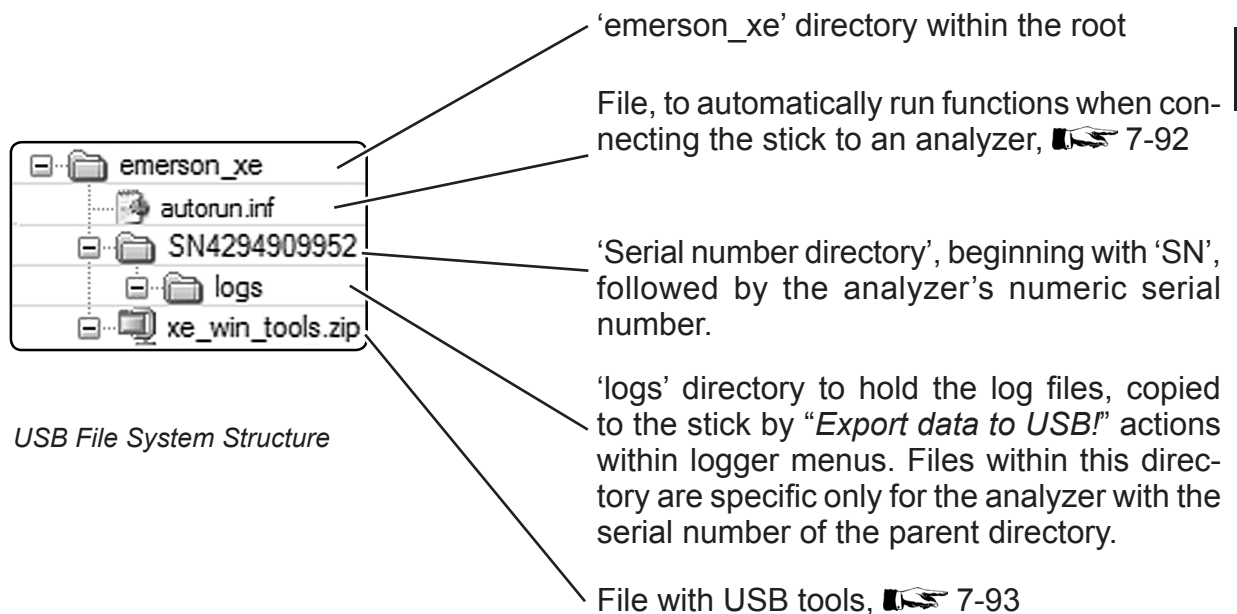 emerson_xe
autorun.inf
SN4294909952
logs
xe_win_tools.zip
USB File System Structure
‘emerson_xe’ directory within the root
File, to automatically run functions when con-
necting the stick to an analyzer, 7-92
‘Serial number directory’, beginning with ‘SN’,
followed by the analyzer’s numeric serial
number.
‘logs’ directory to hold the log files, copied
to the stick by “Export data to USB!” actions
within logger menus. Files within this direc-
tory are specific only for the analyzer with the
serial number of the parent directory.
File with USB tools, 7-93